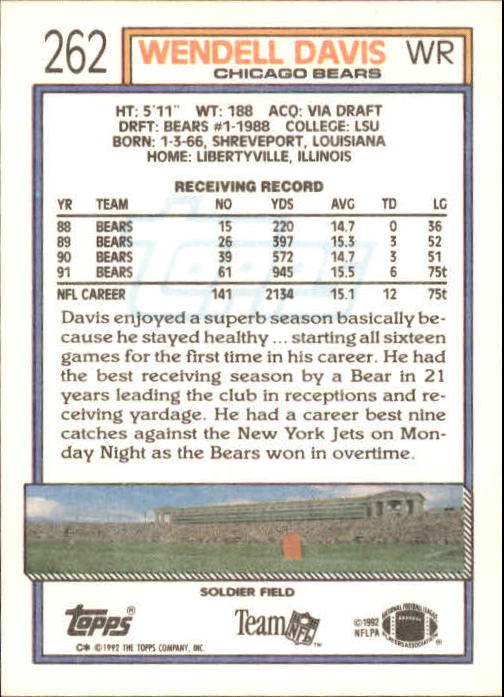 262 WENDELL DAVIS WR
CHICAGO BEARS
HT: 5'11" WT: 188 ACQ: VIA DRAFT
DRFT: BEARS #1-1988 COLLEGE: LSU
BORN: 1-3-66, SHREVEPORT, LOUISIANA
HOME: LIBERTYVILLE, ILLINOIS
RECEIVING RECORD
YR TEAM NO YDS AVG TD LG
88 BEARS 15 220 14.7 0 36
89 BEARS 26 397 15.3 3 52
90 BEARS 39 572 14.7 3 51
91 BEARS 61 945 15.5 6 75t
NFL CAREER 141 2134 15.1 12 75t
Topps
Davis enjoyed a superb season basically be-
cause he stayed healthy ... starting all sixteen
games for the first time in his career. He had
the best receiving season by a Bear in 21
years leading the club in receptions and re-
ceiving yardage. He had a career best nine
catches against the New York Jets on Mon-
day Night as the Bears won in overtime.
SOLDIER FIELD
Topps®
C* © 1992 THE TOPPS COMPANY, INC.
Team NFL™
© 1992
NFLPA
NATIONAL FOOTBALL LEAGUE
PLAYERS ASSOCIATION